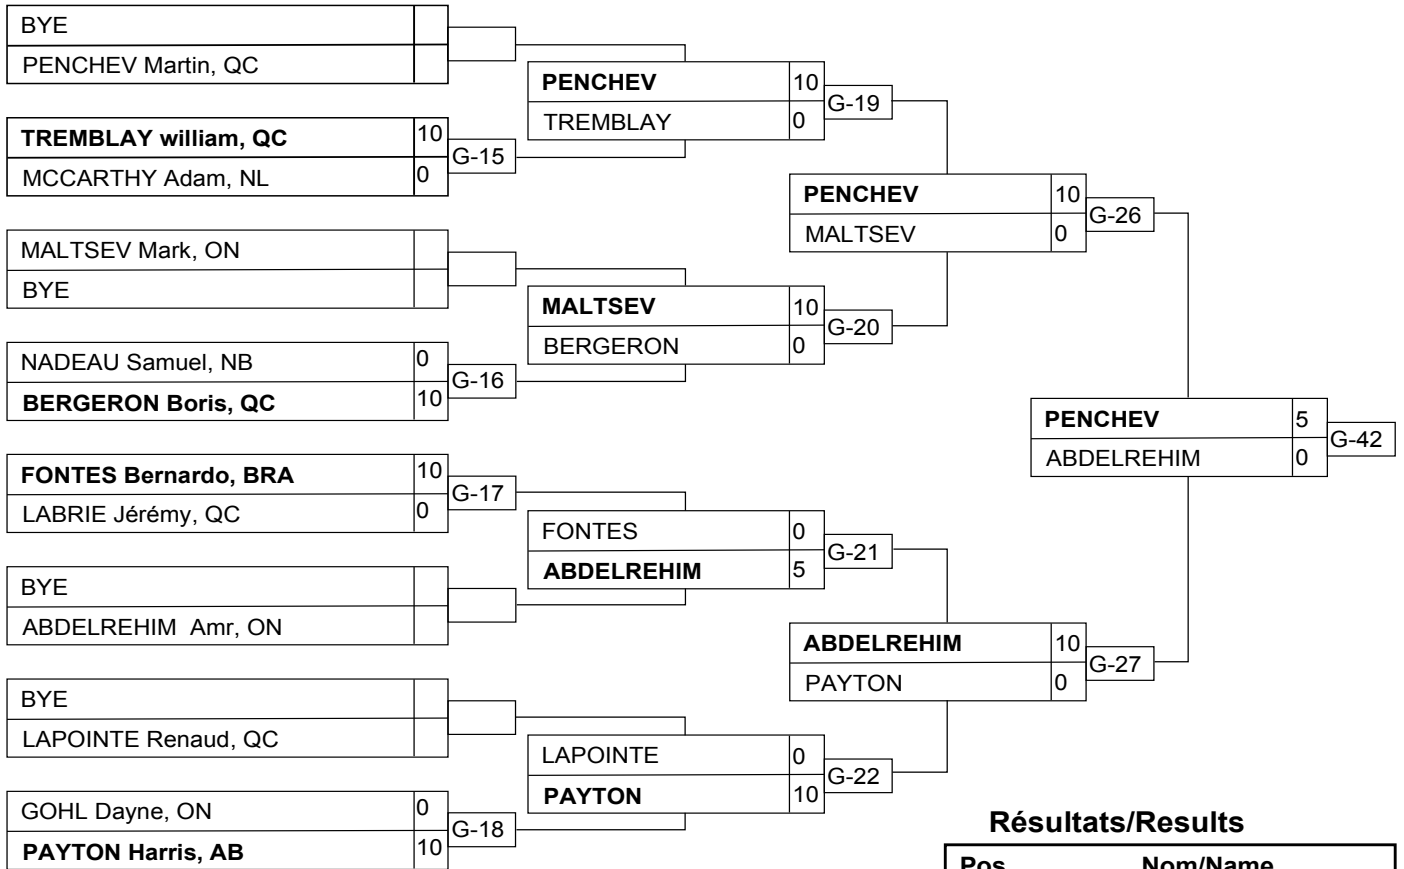 BYE
PENCHEV Martin, QC
TREMBLAY william, QC 10
MCCARTHY Adam, NL 0
G-15
MALTSEV Mark, ON
BYE
NADEAU Samuel, NB 0
BERGERON Boris, QC 10
G-16
FONTES Bernardo, BRA 10
LABRIE Jérémy, QC 0
G-17
BYE
ABDELREHIM Amr, ON
BYE
LAPOINTE Renaud, QC
GOHL Dayne, ON 0
PAYTON Harris, AB 10
G-18
PENCHEV 10
TREMBLAY 0
G-19
MALTSEV 10
BERGERON 0
G-20
FONTES 0
ABDELREHIM 5
G-21
LAPOINTE 0
PAYTON 10
G-22
PENCHEV 10
MALTSEV 0
G-26
ABDELREHIM 10
PAYTON 0
G-27
PENCHEV 5
ABDELREHIM 0
G-42
Résultats/Results
Pos Nom/Name